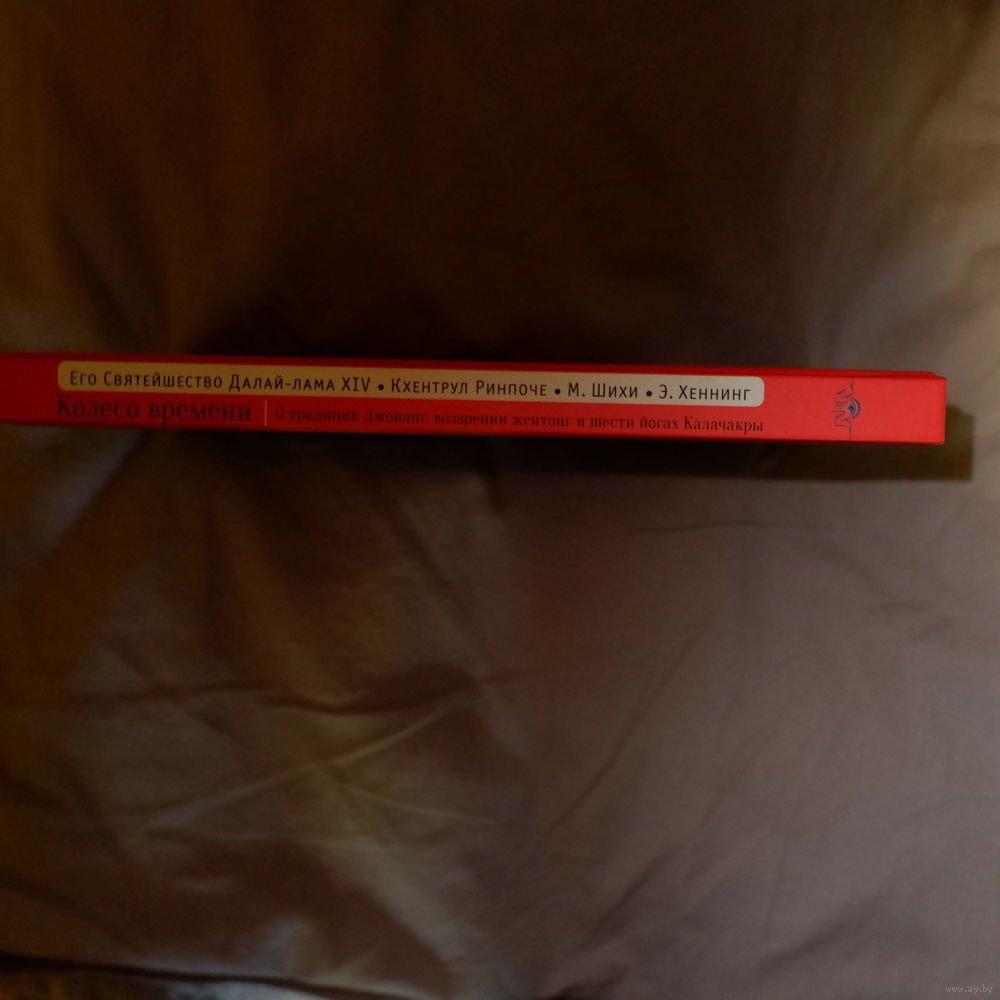 Его Святейшество Далай-лама XIV • Кхентрул Ринпоче • М. Шихи • Э. Хеннинг
Колесо времени | О традиции Джонанг, воззрении жентонг и шести йогах Калачакры
www.ay.by